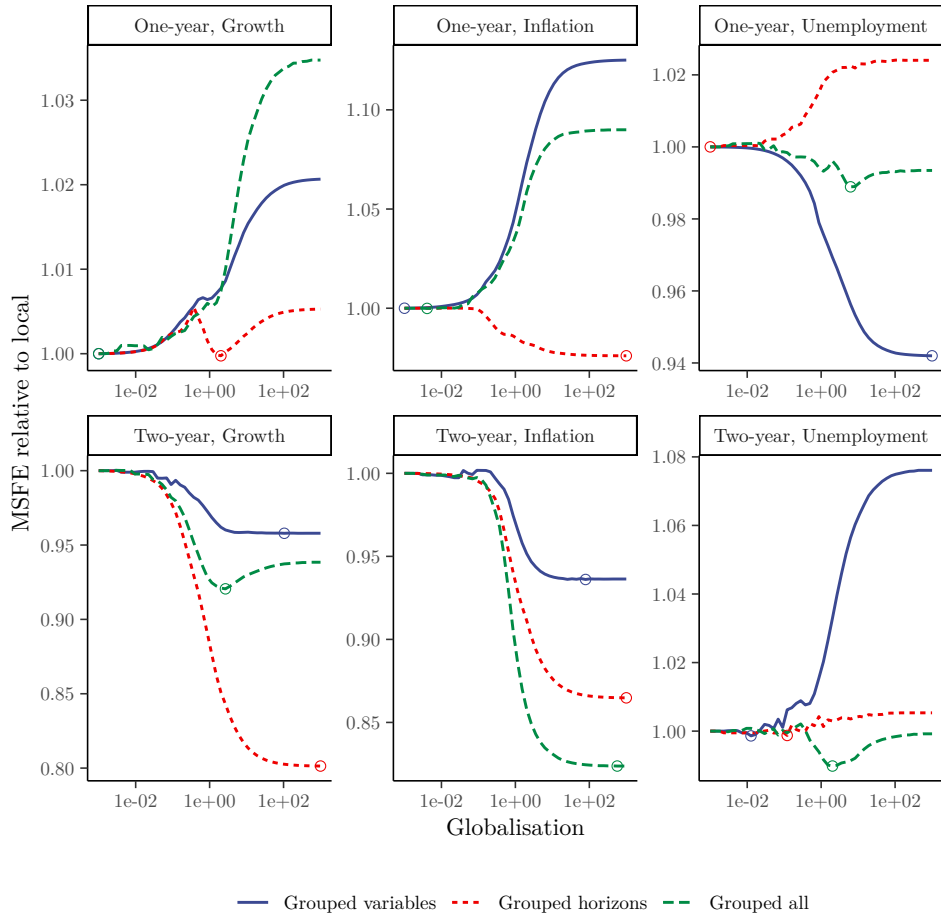 One-year, Growth
One-year, Inflation
One-year, Unemployment
1.03
1.02
1.01
1.00
1.10
1.05
1.00
1.02
1.00
0.98
0.96
0.94
1e-02 1e+00 1e+02
1e-02 1e+00 1e+02
1e-02 1e+00 1e+02
MSFE relative to local
Two-year, Growth
Two-year, Inflation
Two-year, Unemployment
1.00
0.95
0.90
0.85
0.80
1.00
0.95
0.90
0.85
1.08
1.06
1.04
1.02
1.00
1e-02 1e+00 1e+02
1e-02 1e+00 1e+02
1e-02 1e+00 1e+02
Globalisation
Grouped variables Grouped horizons Grouped all